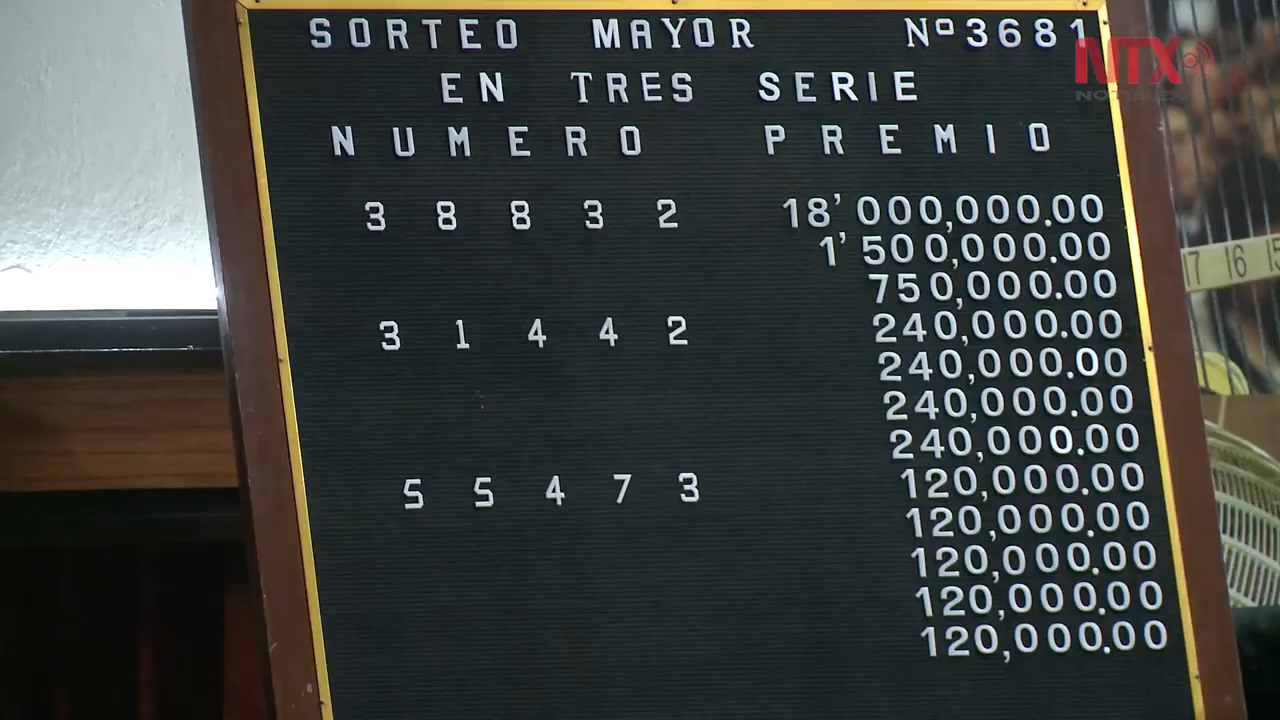 SORTEO MAYOR Nº3681
EN TRES SERIE
NUMERO PREMIO
3 8 8 3 2 18'000,000.00
1'500,000.00
750,000.00
3 1 4 4 2 240,000.00
240,000.00
240,000.00
240,000.00
5 5 4 7 3 120,000.00
120,000.00
120,000.00
120,000.00
120,000.00
NTX
17 16 15